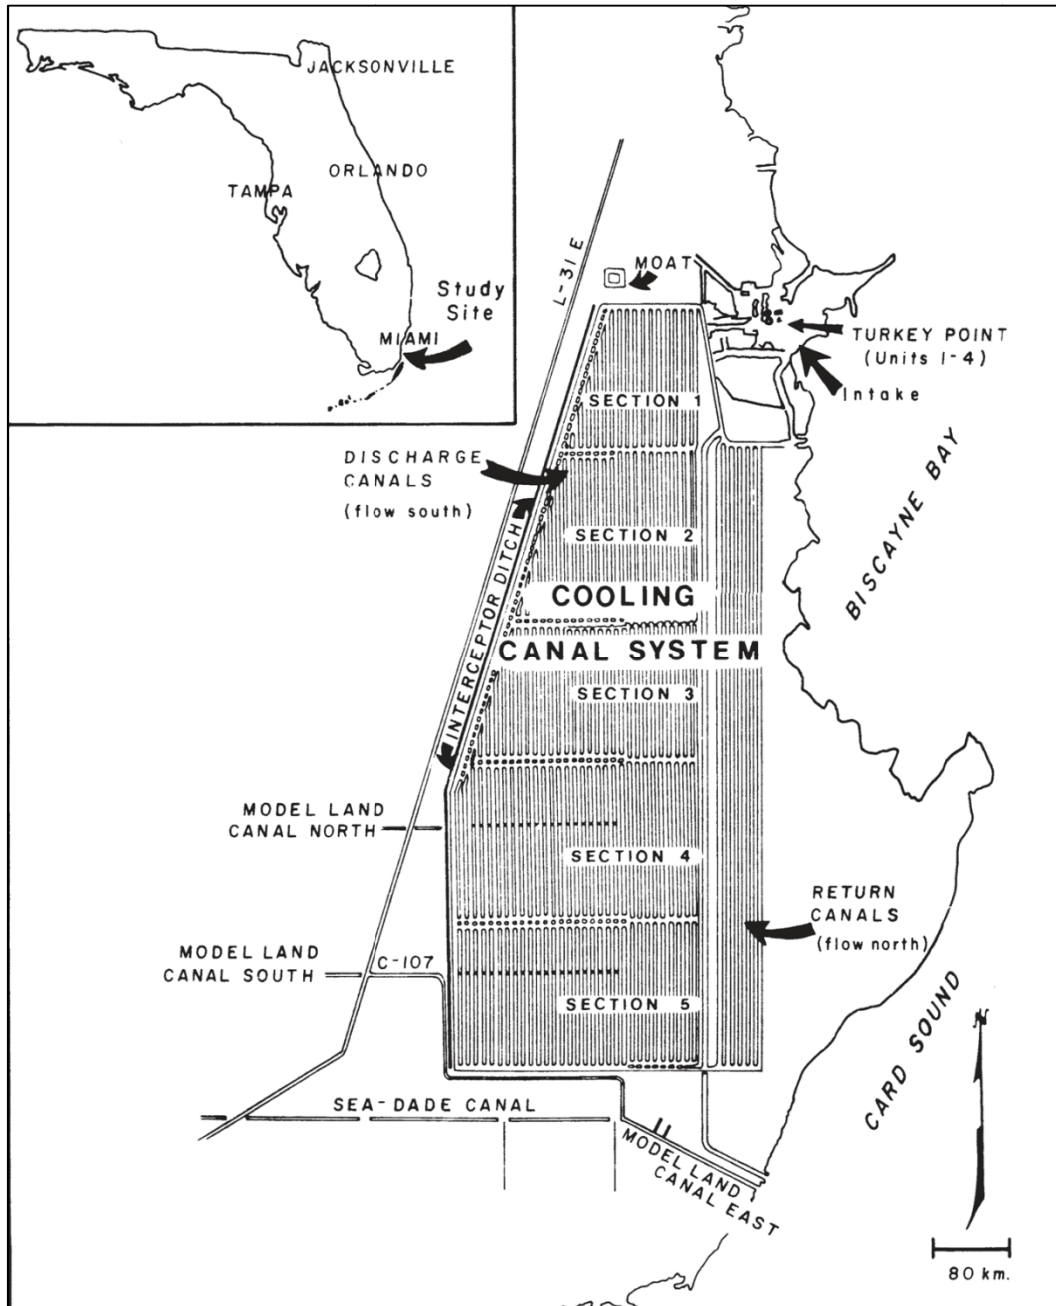 JACKSONVILLE
ORLANDO
TAMPA
Study
Site
MIAMI
L-31E
MOAT
TURKEY POINT
(Units 1-4)
Intake
SECTION 1
DISCHARGE
CANALS
(flow south)
SECTION 2
INTERCEPTOR DITCH
COOLING
CANAL SYSTEM
SECTION 3
BISCAYNE BAY
MODEL LAND
CANAL NORTH
SECTION 4
RETURN
CANALS
(flow north)
MODEL LAND
CANAL SOUTH
C-107
SECTION 5
CARD SOUND
N
SEA-DADE CANAL
MODEL LAND
CANAL EAST
80 km.